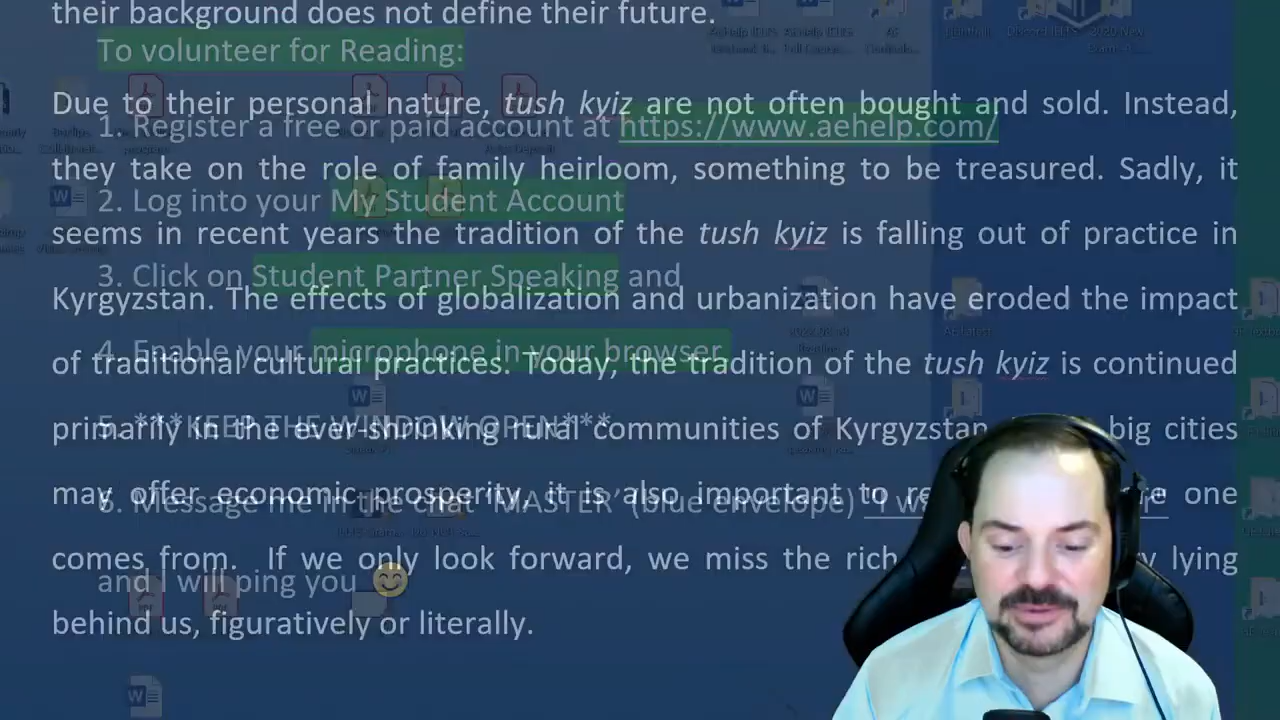 their background does not define their future.
To volunteer for Reading:
Due to their personal nature, tush kyiz are not often bought and sold. Instead,
1. Register a free or paid account at https://www.aehelp.com/
they take on the role of family heirloom, something to be treasured. Sadly, it
2. Log into your My Student Account
seems in recent years the tradition of the tush kyiz is falling out of practice in
3. Click on Student Partner Speaking and
Kyrgyzstan. The effects of globalization and urbanization have eroded the impact
4. Enable your microphone in your browser
of traditional cultural practices. Today, the tradition of the tush kyiz is continued
5. ***KEEP THE WINDOW OPEN***
primarily in the ever-shrinking rural communities of Kyrgyzstan big cities
may offer economic prosperity, it is also important to one
6. Message me in the chat 'MASTER' (blue envelope)
comes from. If we only look forward, we miss the rich lying
and I will ping you 😊
behind us, figuratively or literally.